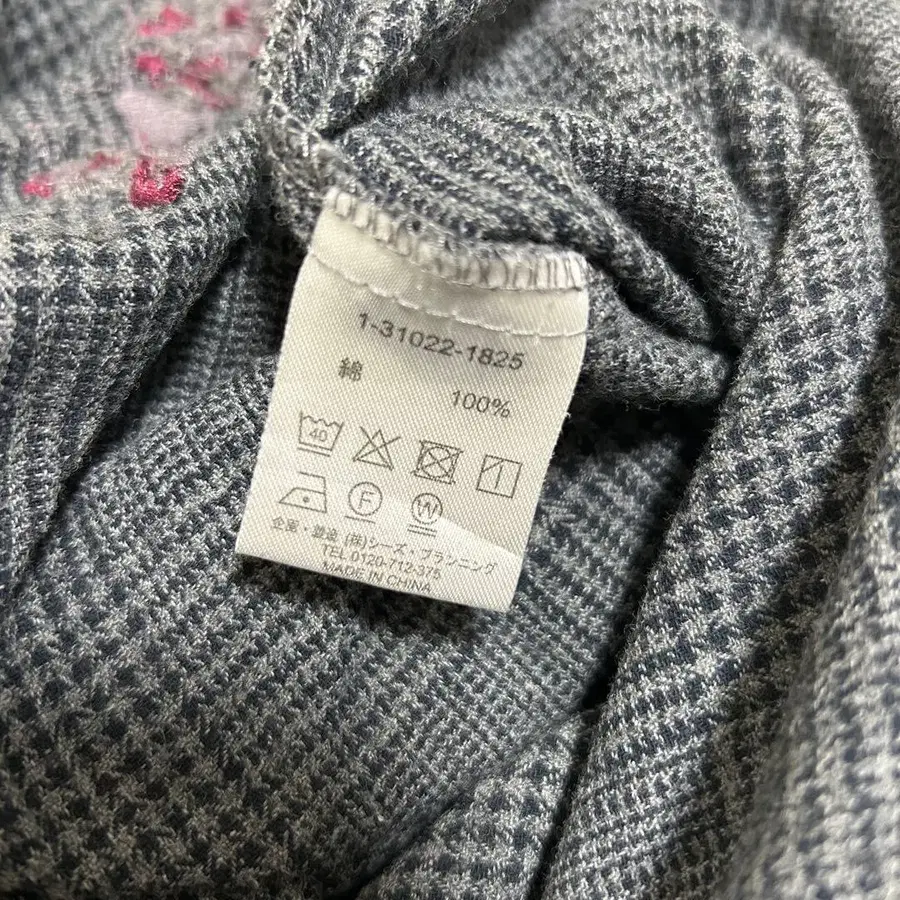 1-31022-1825
綿 100%
40
F W
企画・製造 (株)シーズ・プランニング
TEL 0120-712-375
MADE IN CHINA